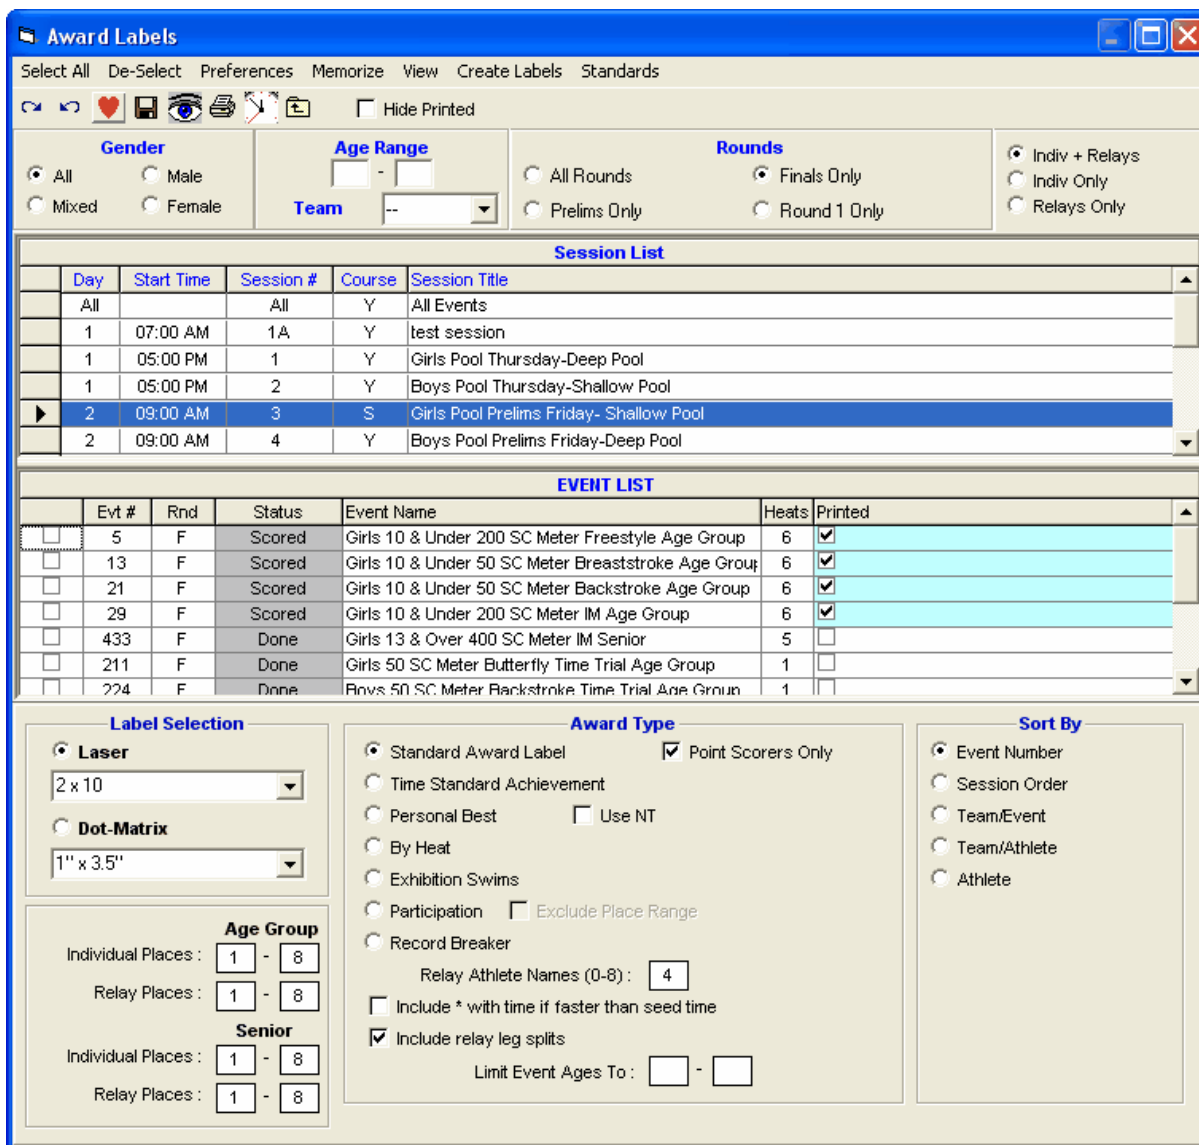 Award Labels
Select All De-Select Preferences Memorize View Create Labels Standards
Hide Printed
Gender Age Range Rounds
All Male - All Rounds Finals Only Indiv + Relays
Mixed Female Team -- Prelims Only Round 1 Only Indiv Only
Relays Only
Session List
Day Start Time Session # Course Session Title
All All Y All Events
1 07:00 AM 1A Y test session
1 05:00 PM 1 Y Girls Pool Thursday-Deep Pool
1 05:00 PM 2 Y Boys Pool Thursday-Shallow Pool
2 09:00 AM 3 S Girls Pool Prelims Friday- Shallow Pool
2 09:00 AM 4 Y Boys Pool Prelims Friday-Deep Pool
EVENT LIST
Evt # Rnd Status Event Name Heats Printed
5 F Scored Girls 10 & Under 200 SC Meter Freestyle Age Group 6
13 F Scored Girls 10 & Under 50 SC Meter Breaststroke Age Group 6
21 F Scored Girls 10 & Under 50 SC Meter Backstroke Age Group 6
29 F Scored Girls 10 & Under 200 SC Meter IM Age Group 6
433 F Done Girls 13 & Over 400 SC Meter IM Senior 5
211 F Done Girls 50 SC Meter Butterfly Time Trial Age Group 1
224 F Done Boys 50 SC Meter Backstroke Time Trial Age Group 1
Label Selection Award Type Sort By
Laser Standard Award Label Point Scorers Only Event Number
2 x 10 Time Standard Achievement Session Order
Dot-Matrix Personal Best Use NT Team/Event
1" x 3.5" By Heat Team/Athlete
Exhibition Swims Athlete
Participation Exclude Place Range
Age Group Record Breaker
Individual Places : 1 - 8 Relay Athlete Names (0-8) : 4
Relay Places : 1 - 8 Include * with time if faster than seed time
Senior Include relay leg splits
Individual Places : 1 - 8 Limit Event Ages To : -
Relay Places : 1 - 8